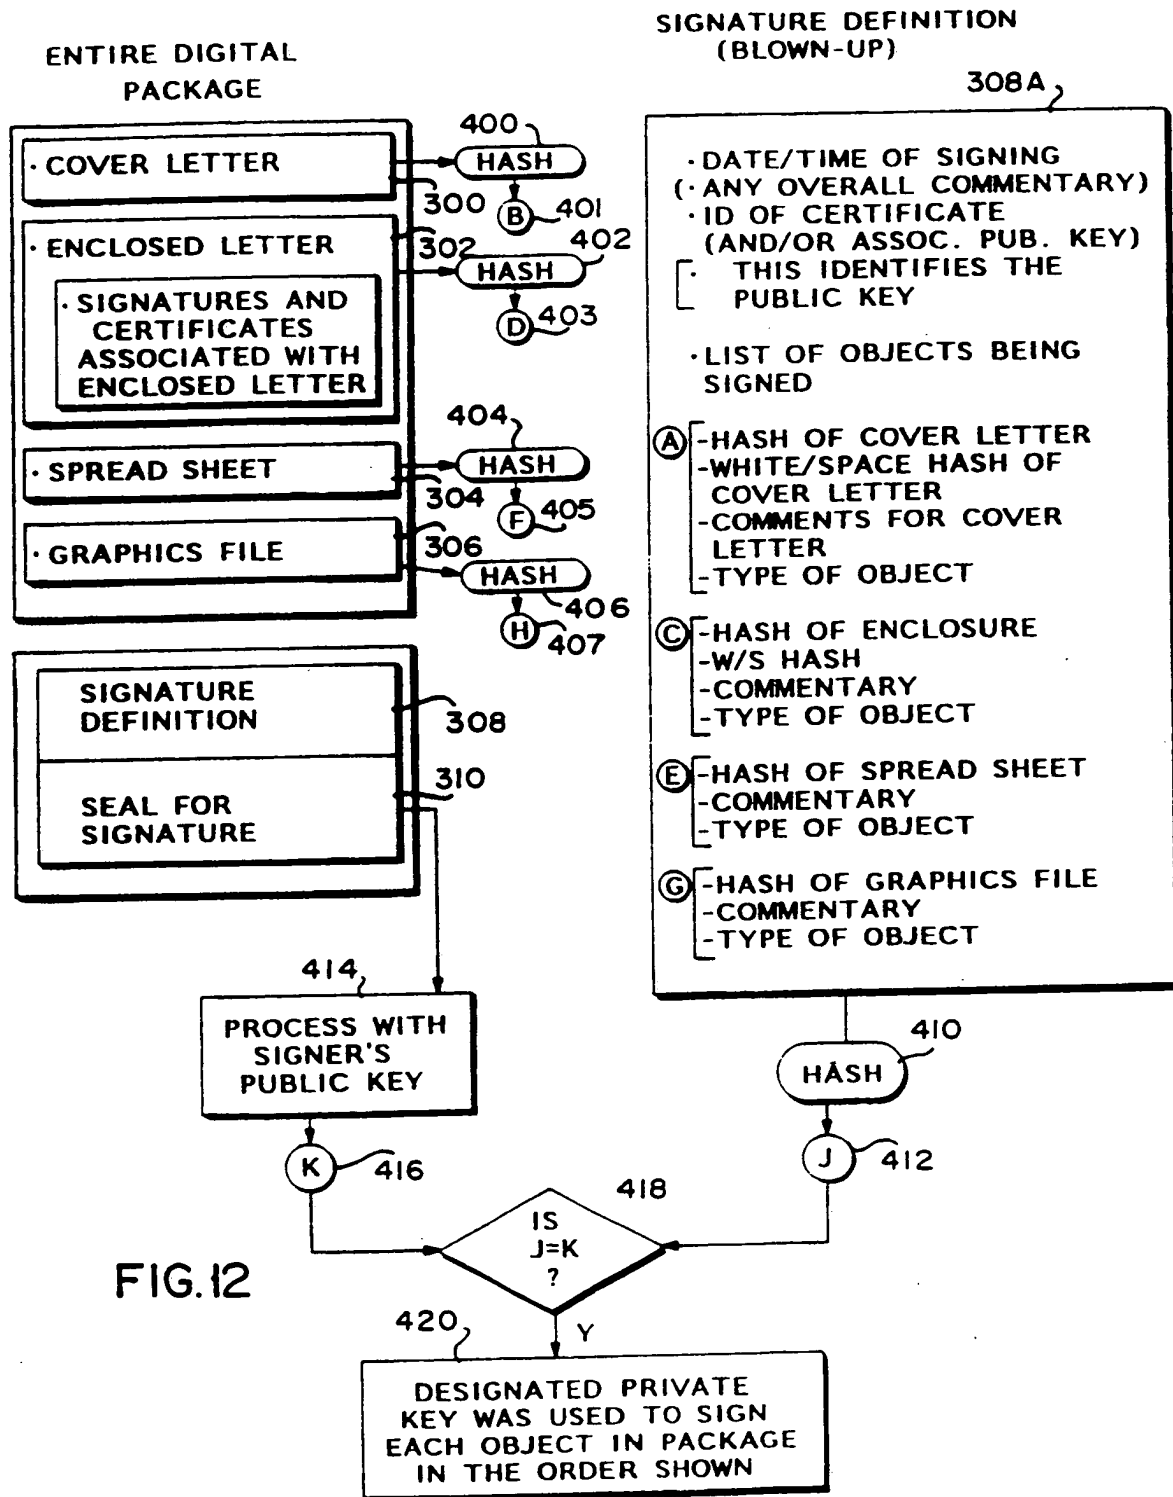 ENTIRE DIGITAL
PACKAGE
· COVER LETTER
300
400
HASH
B
401
· ENCLOSED LETTER
302
402
HASH
D
403
· SIGNATURES AND
CERTIFICATES
ASSOCIATED WITH
ENCLOSED LETTER
404
· SPREAD SHEET
304
HASH
F
405
· GRAPHICS FILE
306
HASH
406
H
407
SIGNATURE
DEFINITION
308
SEAL FOR
SIGNATURE
310
SIGNATURE DEFINITION
(BLOWN-UP)
308A
· DATE/TIME OF SIGNING
(· ANY OVERALL COMMENTARY)
· ID OF CERTIFICATE
(AND/OR ASSOC. PUB. KEY)
· THIS IDENTIFIES THE
PUBLIC KEY
· LIST OF OBJECTS BEING
SIGNED
A -HASH OF COVER LETTER
-WHITE/SPACE HASH OF
COVER LETTER
-COMMENTS FOR COVER
LETTER
-TYPE OF OBJECT
C -HASH OF ENCLOSURE
-W/S HASH
-COMMENTARY
-TYPE OF OBJECT
E -HASH OF SPREAD SHEET
-COMMENTARY
-TYPE OF OBJECT
G -HASH OF GRAPHICS FILE
-COMMENTARY
-TYPE OF OBJECT
414
PROCESS WITH
SIGNER'S
PUBLIC KEY
K
416
410
HASH
J
412
418
IS
J=K
?
FIG.12
420
Y
DESIGNATED PRIVATE
KEY WAS USED TO SIGN
EACH OBJECT IN PACKAGE
IN THE ORDER SHOWN